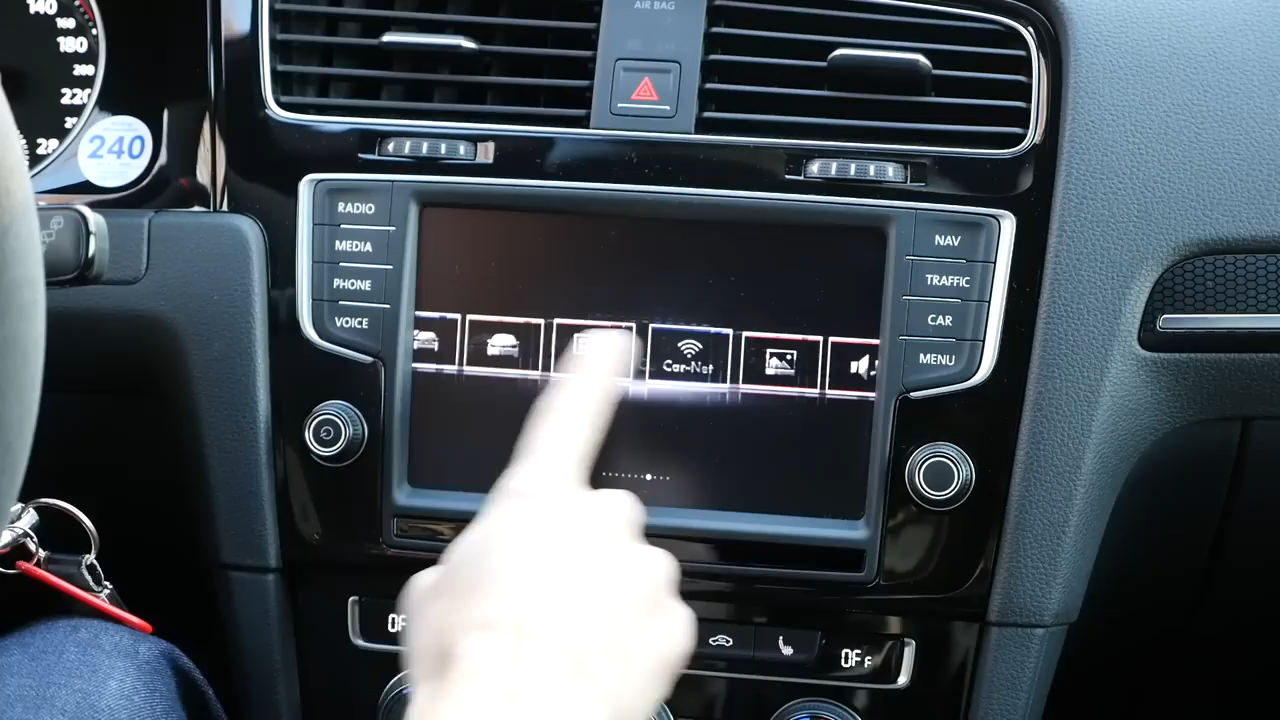 140
160
180
200
220
240
AIR BAG
RADIO
MEDIA
PHONE
VOICE
NAV
TRAFFIC
CAR
MENU
Car-Net
OFF